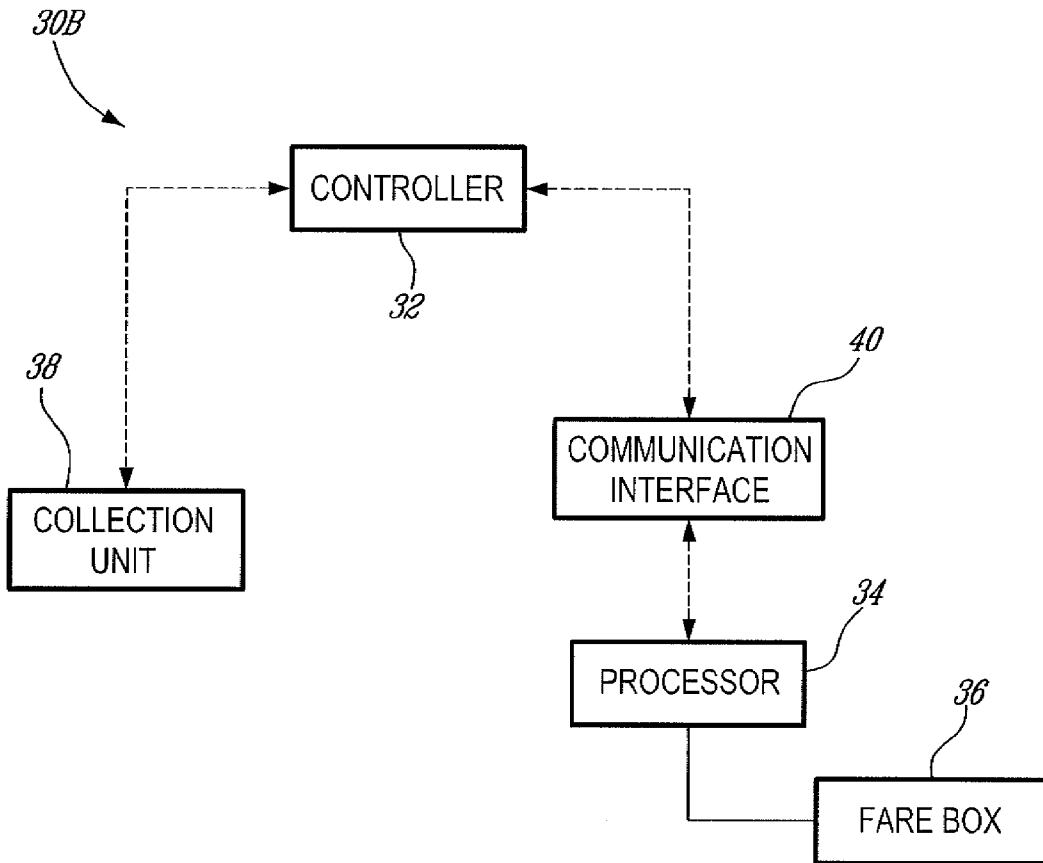 30B
CONTROLLER
32
38
40
COLLECTION
UNIT
COMMUNICATION
INTERFACE
34
PROCESSOR
36
FARE BOX